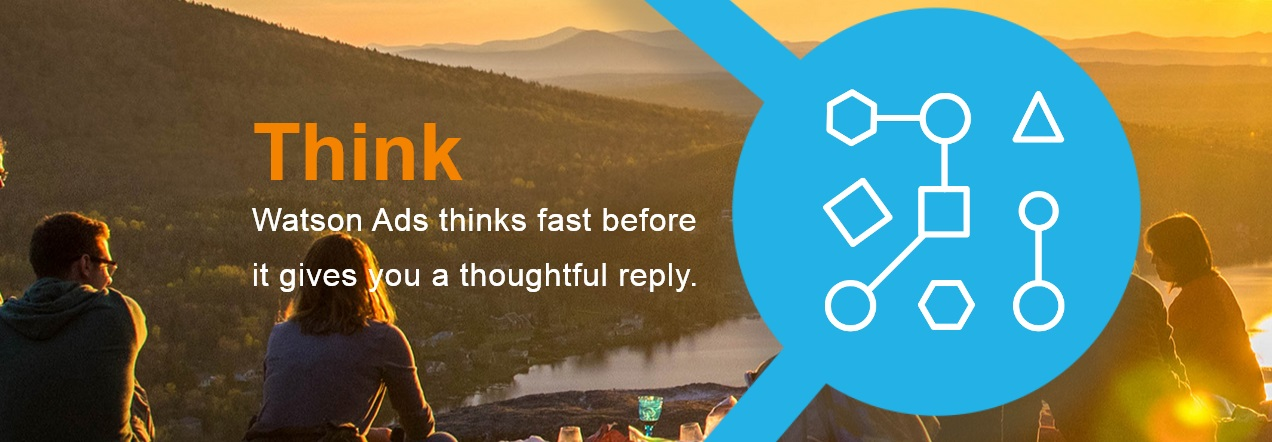 Think
Watson Ads thinks fast before
it gives you a thoughtful reply.